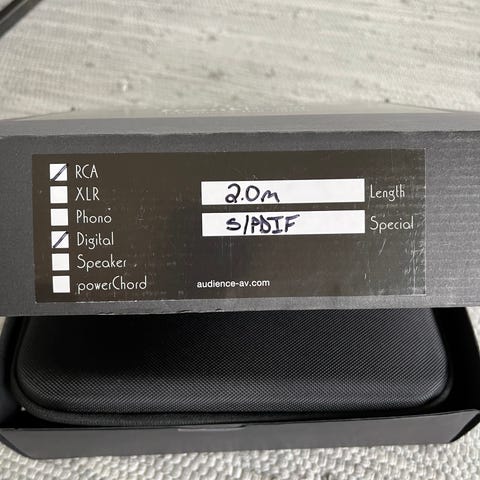 RCA
XLR
2.0m Length
Phono
S/PDIF Special
Digital
Speaker
powerChord
audience-av.com